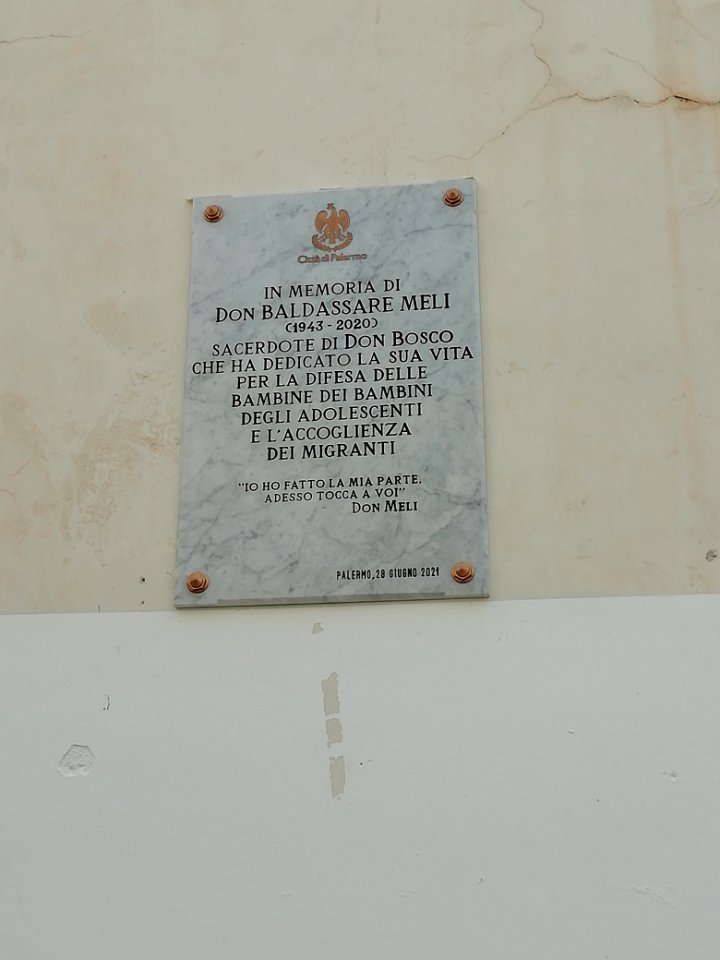 Città di Palermo
IN MEMORIA DI
DON BALDASSARE MELI
(1943 - 2020)
SACERDOTE DI DON BOSCO
CHE HA DEDICATO LA SUA VITA
PER LA DIFESA DELLE
BAMBINE DEI BAMBINI
DEGLI ADOLESCENTI
E L'ACCOGLIENZA
DEI MIGRANTI
"IO HO FATTO LA MIA PARTE,
ADESSO TOCCA A VOI"
DON MELI
PALERMO, 29 GIUGNO 2021